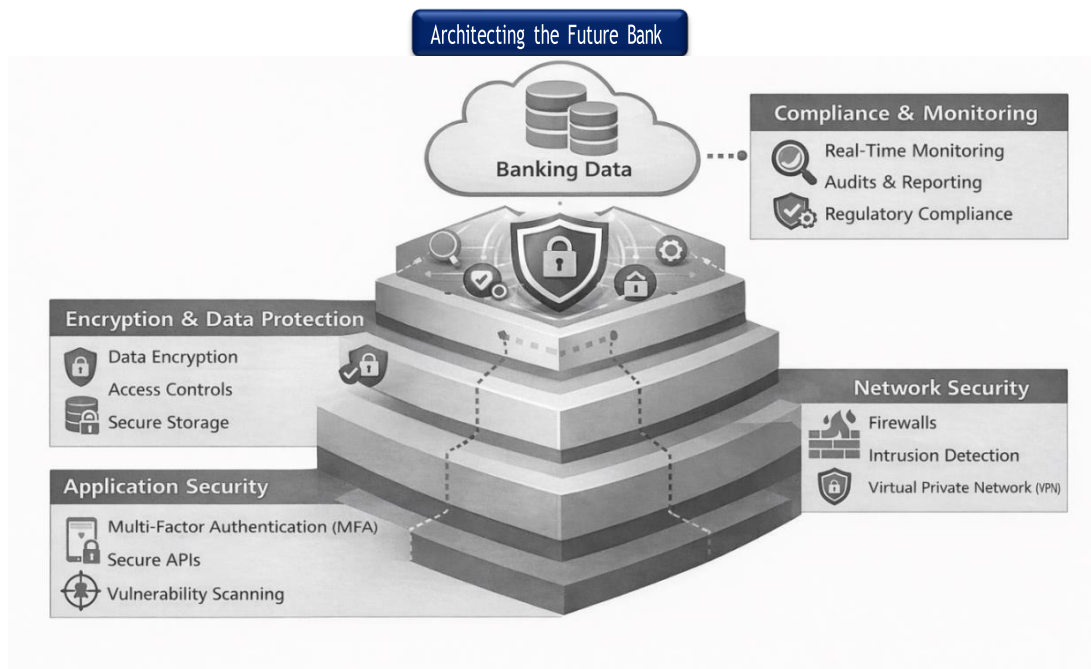 Architecting the Future Bank
Banking Data
Compliance & Monitoring
Real-Time Monitoring
Audits & Reporting
Regulatory Compliance
Encryption & Data Protection
Data Encryption
Access Controls
Secure Storage
Network Security
Firewalls
Intrusion Detection
Virtual Private Network (VPN)
Application Security
Multi-Factor Authentication (MFA)
Secure APIs
Vulnerability Scanning